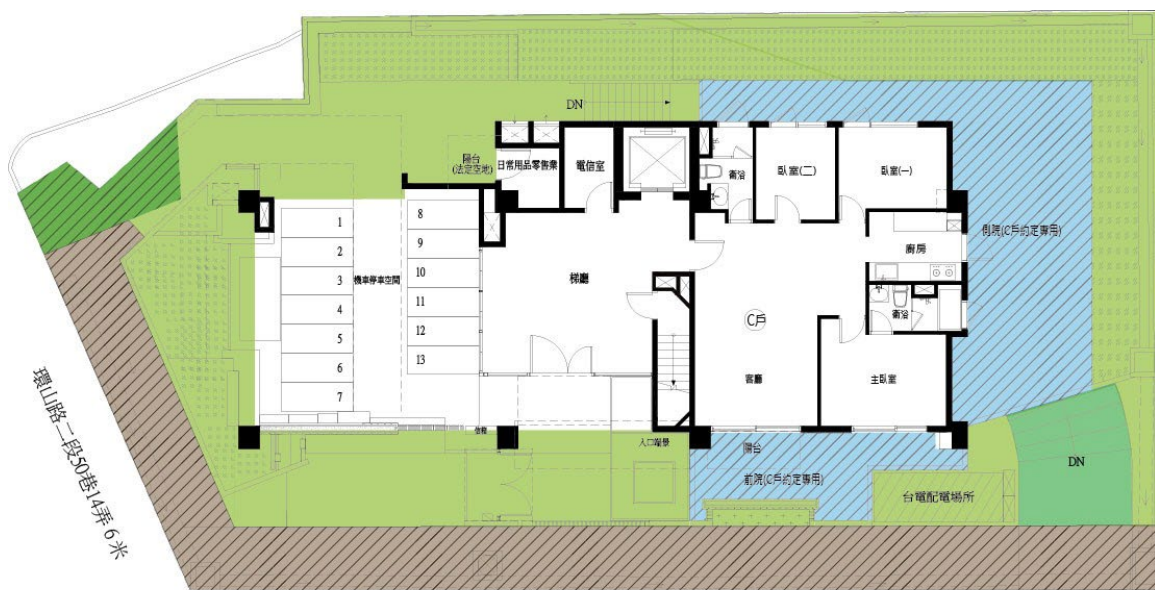 DN
日常用品零售業
陽台
(法定空地)
電信室
衛浴
臥室(二)
臥室(一)
1
2
3
4
5
6
7
機車停車空間
8
9
10
11
12
13
梯廳
廚房
側院(C戶約定專用)
衛浴
C戶
客廳
主臥室
信箱
入口端景
陽台
前院(C戶約定專用)
台電配電場所
DN
環山路二段50巷14弄 6 米